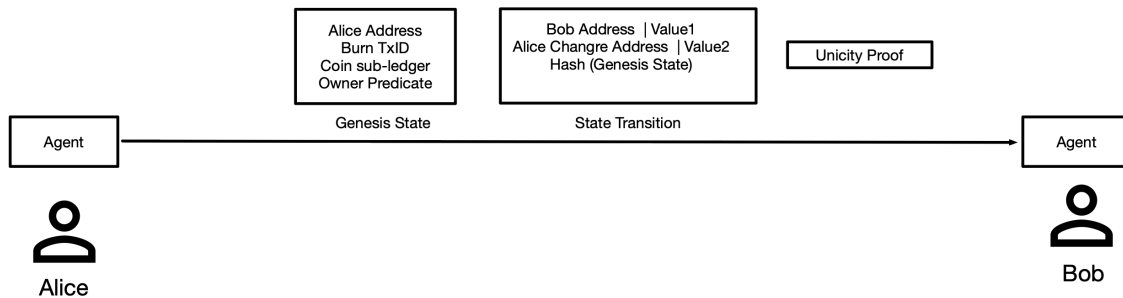 Alice Address
Burn TxID
Coin sub-ledger
Owner Predicate
Bob Address | Value1
Alice Changre Address | Value2
Hash (Genesis State)
Unicity Proof
Genesis State
State Transition
Agent
Agent
Alice
Bob